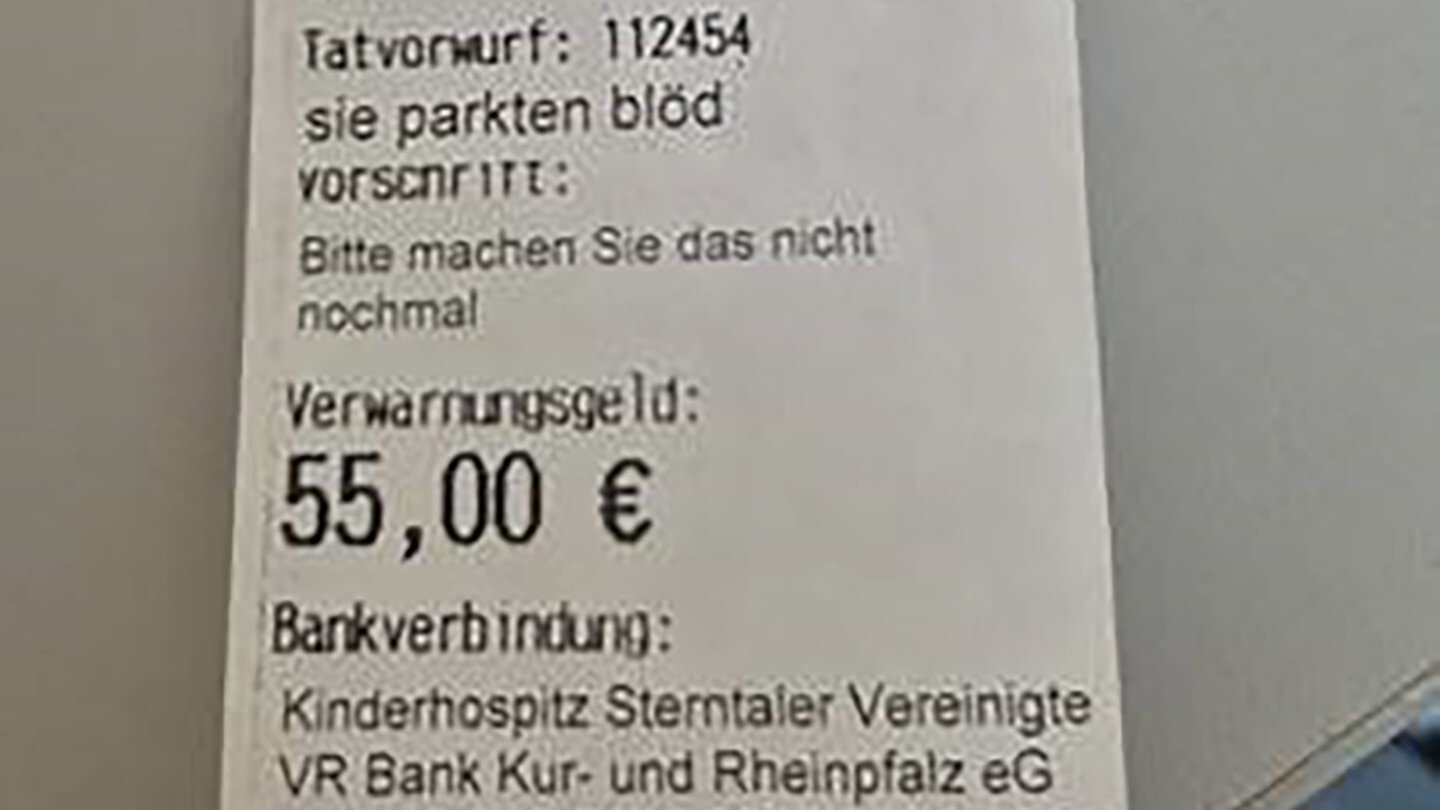 Tatvorwurf: 112454
sie parkten blöd
Vorschrift:
Bitte machen Sie das nicht
nochmal
Verwarnungsgeld:
55,00 €
Bankverbindung:
Kinderhospitz Sterntaler Vereinigte
VR Bank Kur- und Rheinpfalz eG